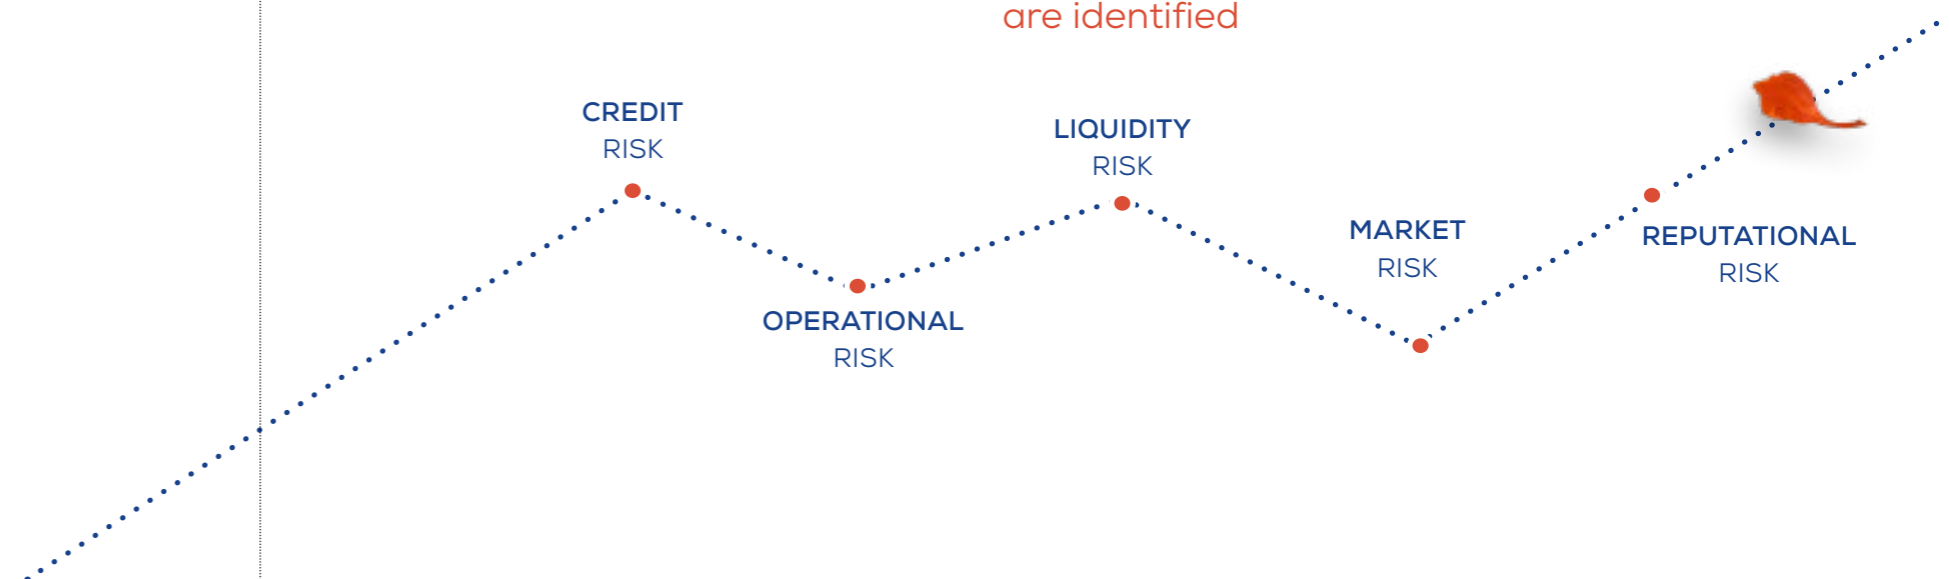 are identified
CREDIT
RISK
OPERATIONAL
RISK
LIQUIDITY
RISK
MARKET
RISK
REPUTATIONAL
RISK